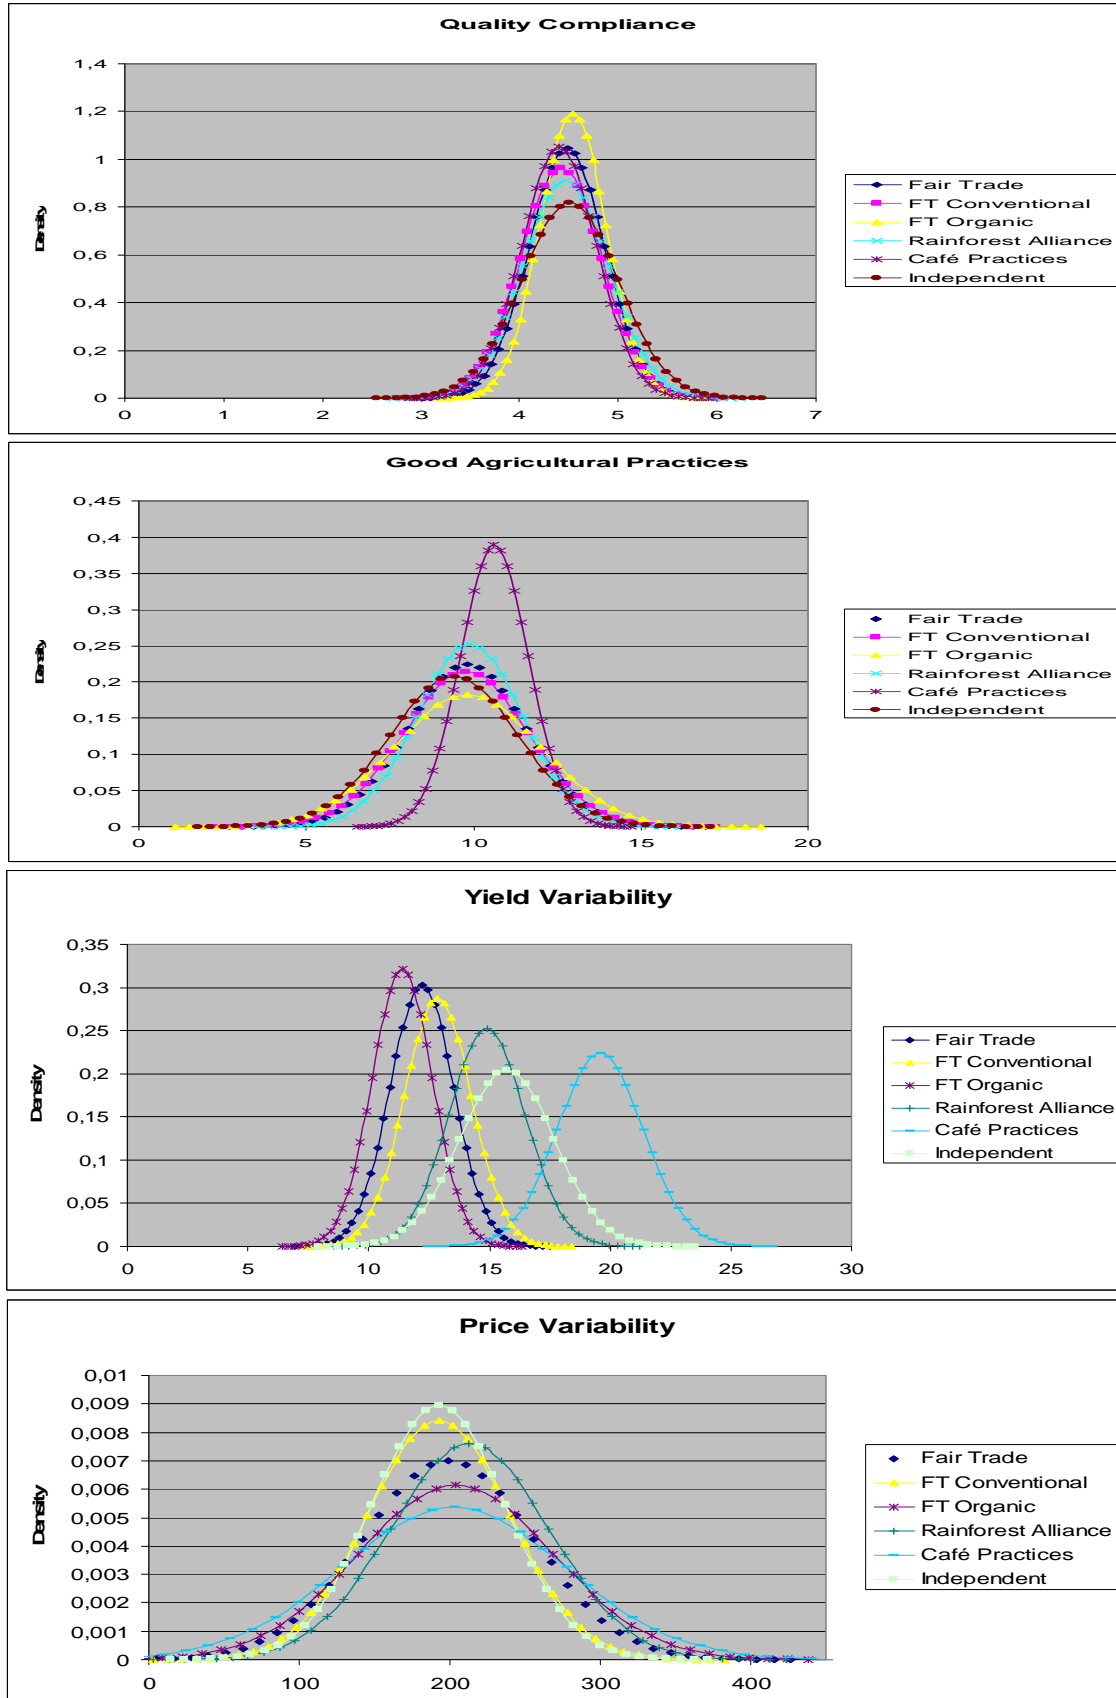 Quality Compliance
1,4
1,2
1
0,8
0,6
0,4
0,2
0
Density
0 1 2 3 4 5 6 7
Fair Trade
FT Conventional
FT Organic
Rainforest Alliance
Café Practices
Independent
Good Agricultural Practices
0,45
0,4
0,35
0,3
0,25
0,2
0,15
0,1
0,05
0
Density
0 5 10 15 20
Fair Trade
FT Conventional
FT Organic
Rainforest Alliance
Café Practices
Independent
Yield Variability
0,35
0,3
0,25
0,2
0,15
0,1
0,05
0
Density
0 5 10 15 20 25 30
Fair Trade
FT Conventional
FT Organic
Rainforest Alliance
Café Practices
Independent
Price Variability
0,01
0,009
0,008
0,007
0,006
0,005
0,004
0,003
0,002
0,001
0
Density
0 100 200 300 400
Fair Trade
FT Conventional
FT Organic
Rainforest Alliance
Café Practices
Independent